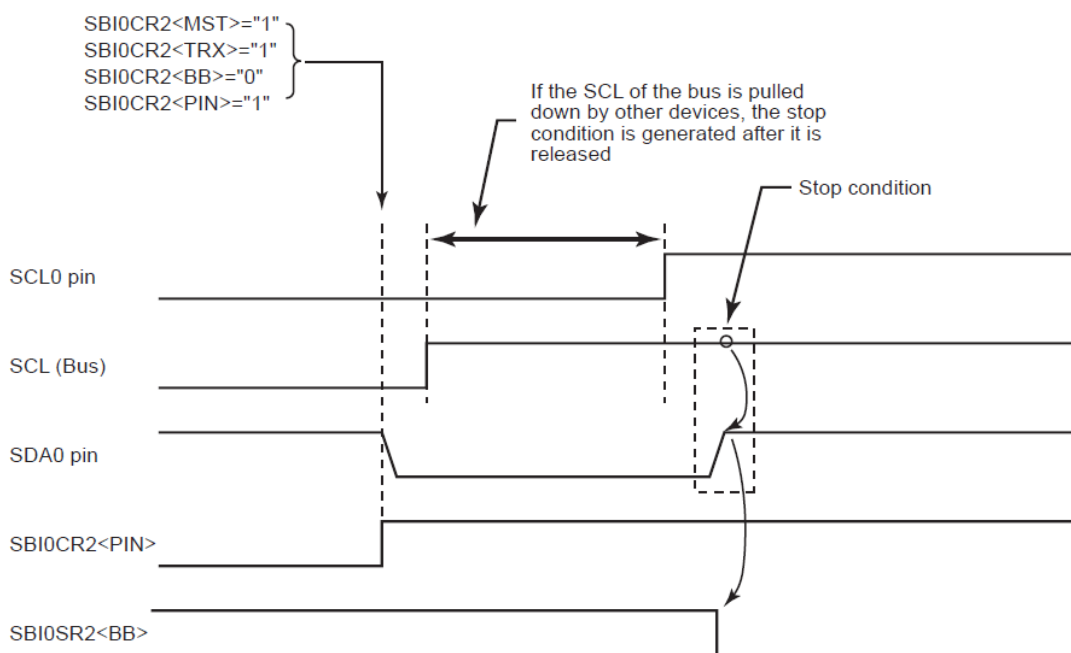 SBI0CR2<MST>="1"
SBI0CR2<TRX>="1"
SBI0CR2<BB>="0"
SBI0CR2<PIN>="1"
If the SCL of the bus is pulled
down by other devices, the stop
condition is generated after it is
released
Stop condition
SCL0 pin
SCL (Bus)
SDA0 pin
SBI0CR2<PIN>
SBI0SR2<BB>